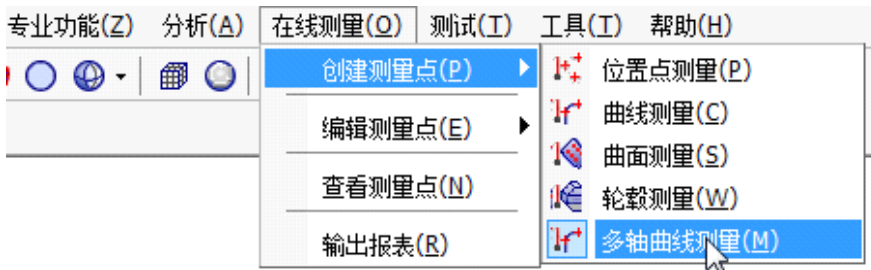 专业功能(Z) 分析(A) 在线测量(O) 测试(T) 工具(T) 帮助(H)
创建测量点(P)
编辑测量点(E)
查看测量点(N)
输出报表(R)
位置点测量(P)
曲线测量(C)
曲面测量(S)
轮毂测量(W)
多轴曲线测量(M)